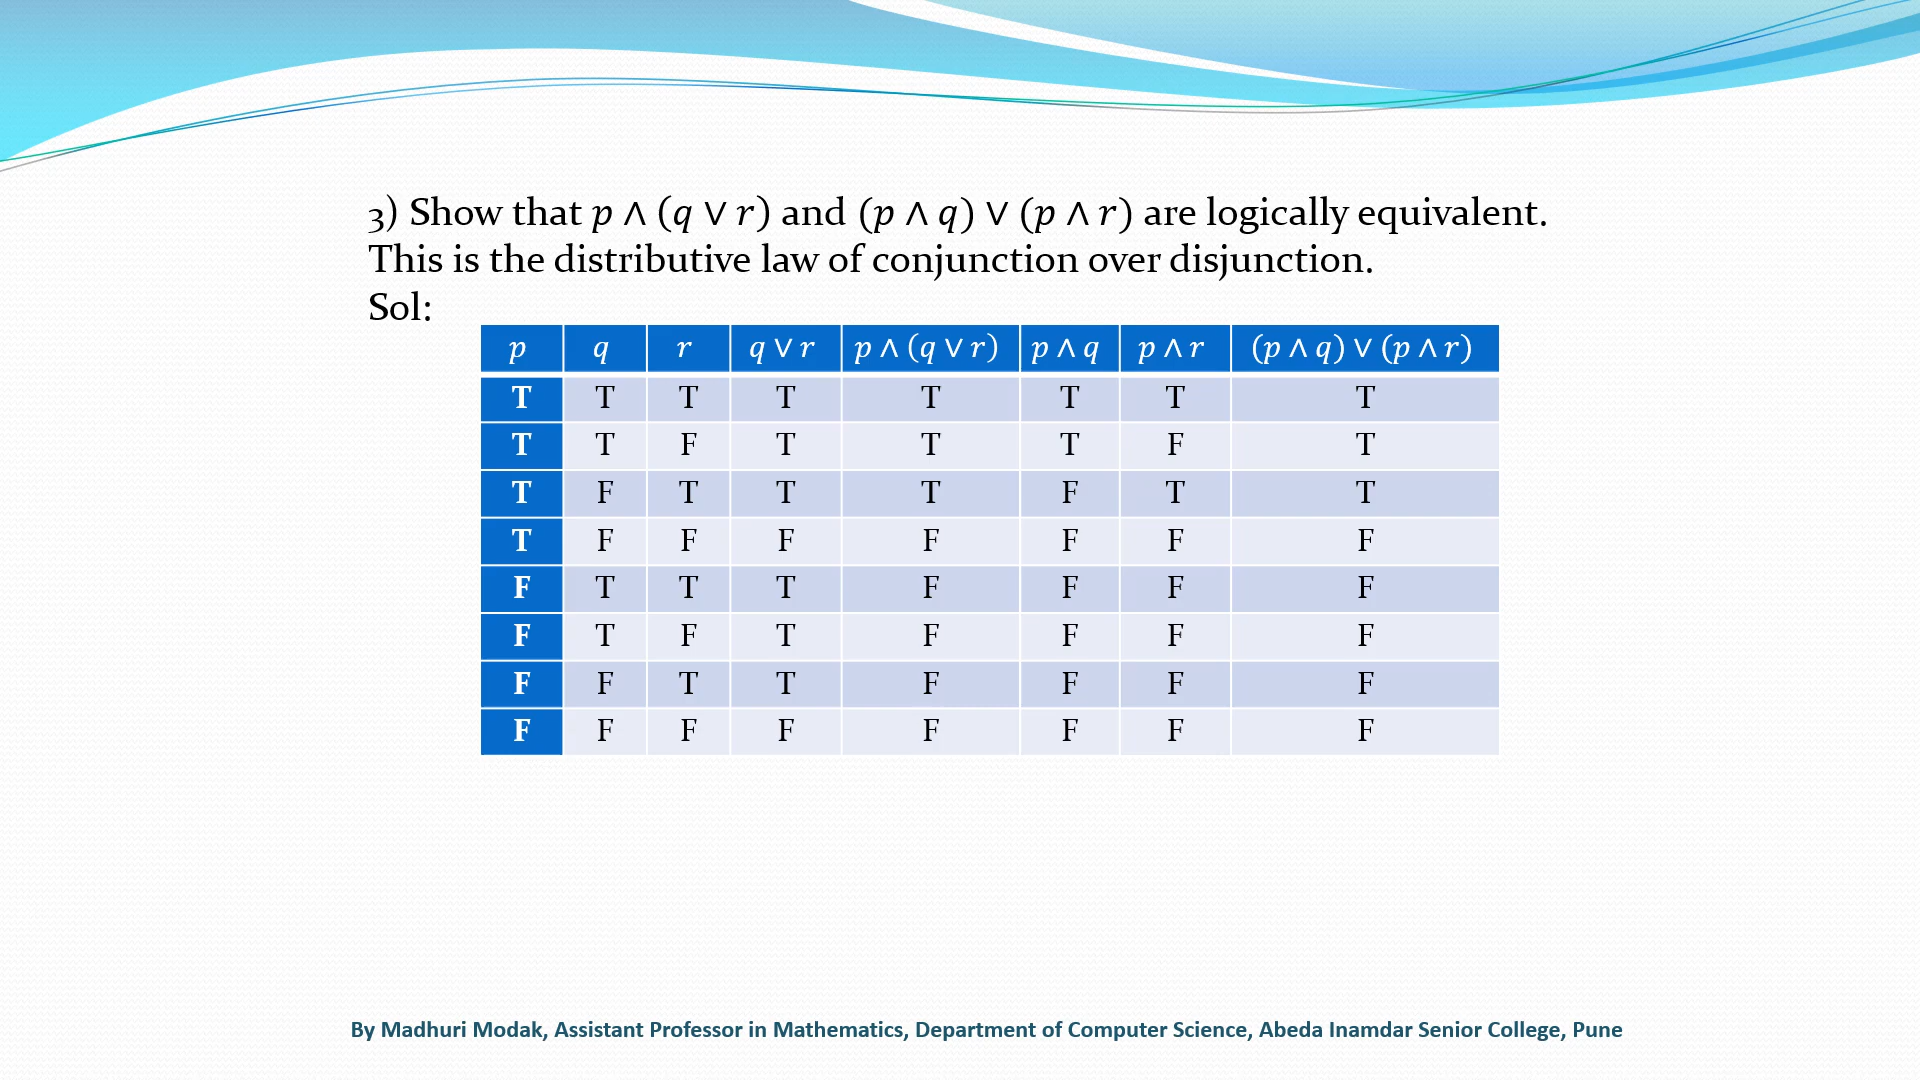 3) Show that p ∧ (q ∨ r) and (p ∧ q) ∨ (p ∧ r) are logically equivalent.
This is the distributive law of conjunction over disjunction.
Sol:
p q r q ∨ r p ∧ (q ∨ r) p ∧ q p ∧ r (p ∧ q) ∨ (p ∧ r)
T T T T T T T T
T T F T T T F T
T F T T T F T T
T F F F F F F F
F T T T F F F F
F T F T F F F F
F F T T F F F F
F F F F F F F F
By Madhuri Modak, Assistant Professor in Mathematics, Department of Computer Science, Abeda Inamdar Senior College, Pune